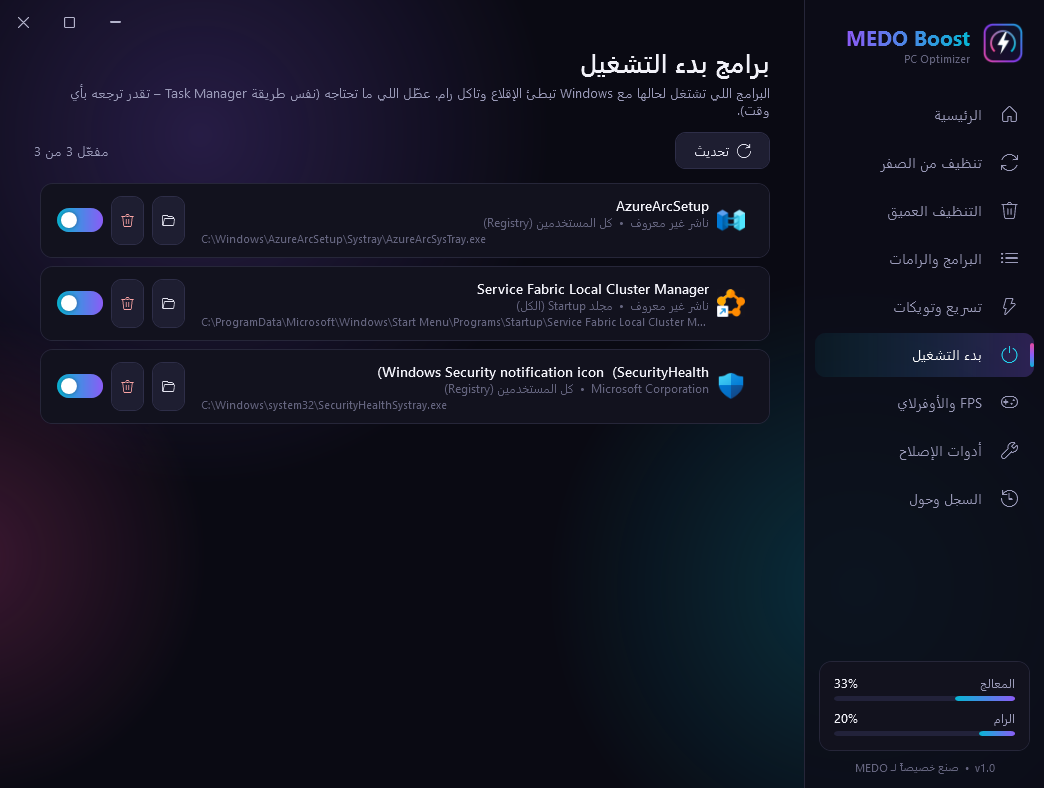 MEDO Boost
PC Optimizer
الرئيسية
تنظيف من الصفر
التنظيف العميق
البرامج والرامات
تسريع وتويكات
بدء التشغيل
FPS والأوفرلاي
أدوات الإصلاح
السجل وحول
المعالج 33%
الرام 20%
v1.0 • صنع خصيصاً لـ MEDO
برامج بدء التشغيل
البرامج اللي تشتغل لحالها مع Windows تبطئ الإقلاع وتاكل رام. عطّل اللي ما تحتاجه (نفس طريقة Task Manager – تقدر ترجعه بأي
وقت).
تحديث
مفعّل 3 من 3
AzureArcSetup
ناشر غير معروف • كل المستخدمين (Registry)
C:\Windows\AzureArcSetup\Systray\AzureArcSysTray.exe
Service Fabric Local Cluster Manager
ناشر غير معروف • مجلد Startup (الكل)
C:\ProgramData\Microsoft\Windows\Start Menu\Programs\Startup\Service Fabric Local Cluster M...
(Windows Security notification icon (SecurityHealth
Microsoft Corporation • كل المستخدمين (Registry)
C:\Windows\system32\SecurityHealthSystray.exe